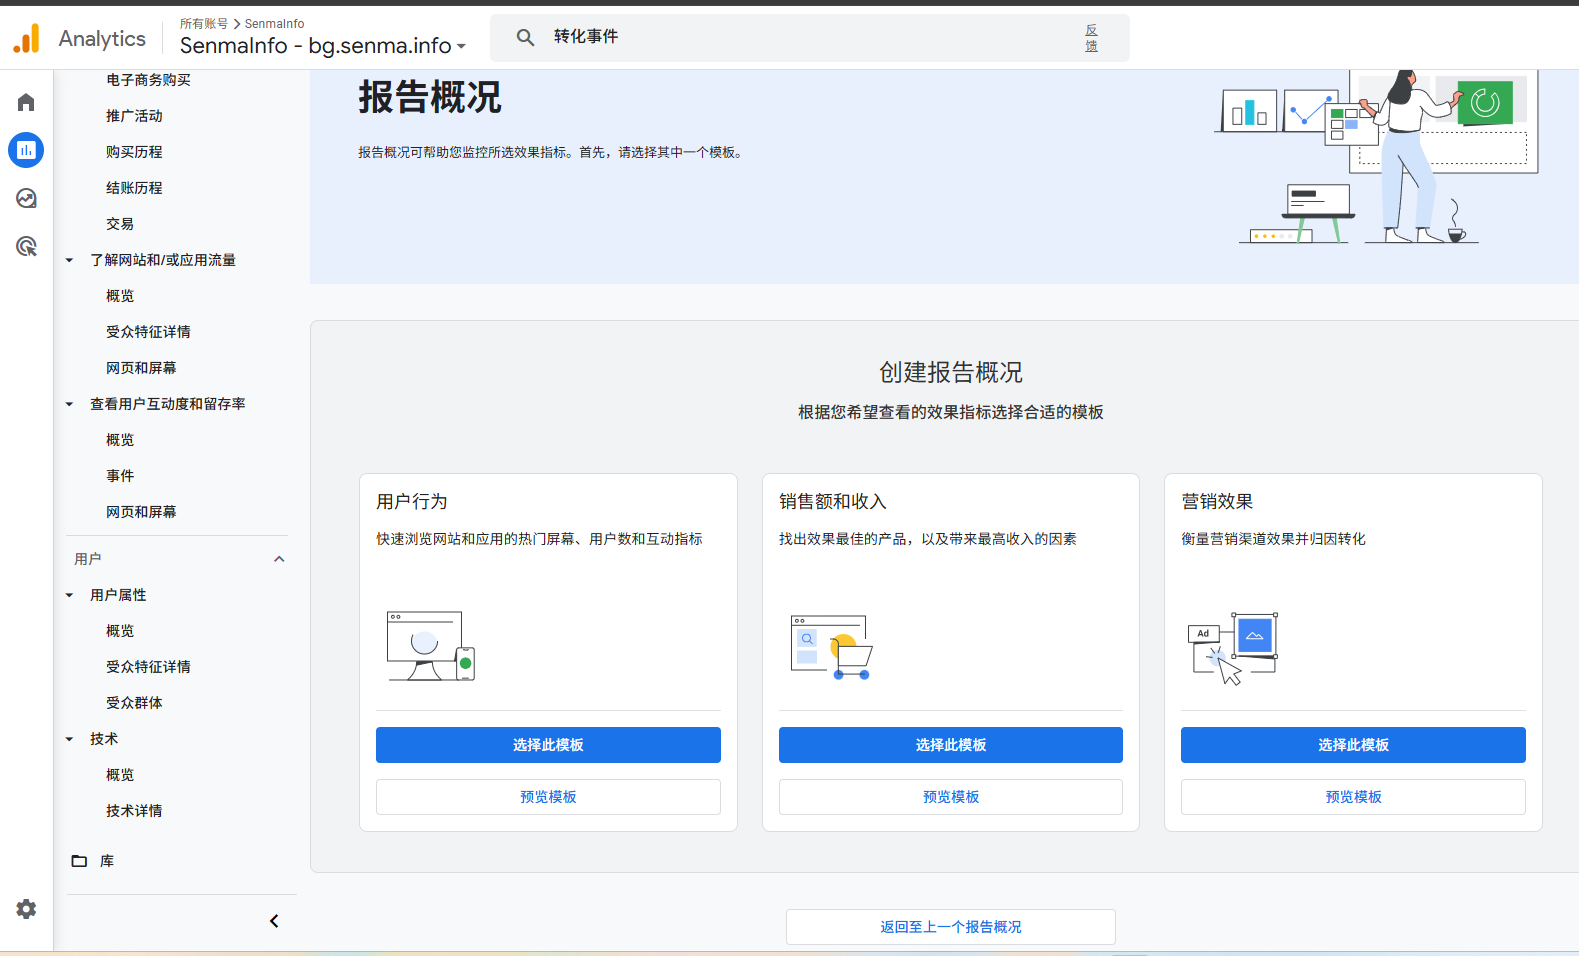 Analytics
所有账号 > SenmaInfo
SenmaInfo - bg.senma.info
转化事件
反馈
电子商务购买
推广活动
购买历程
结账历程
交易
了解网站和/或应用流量
概览
受众特征详情
网页和屏幕
查看用户互动度和留存率
概览
事件
网页和屏幕
用户
用户属性
概览
受众特征详情
受众群体
技术
概览
技术详情
库
报告概况
报告概况可帮助您监控所选效果指标。首先，请选择其中一个模板。
创建报告概况
根据您希望查看的效果指标选择合适的模板
用户行为
快速浏览网站和应用的热门屏幕、用户数和互动指标
选择此模板
预览模板
销售额和收入
找出效果最佳的产品，以及带来最高收入的因素
选择此模板
预览模板
营销效果
衡量营销渠道效果并归因转化
Ad
选择此模板
预览模板
返回至上一个报告概况